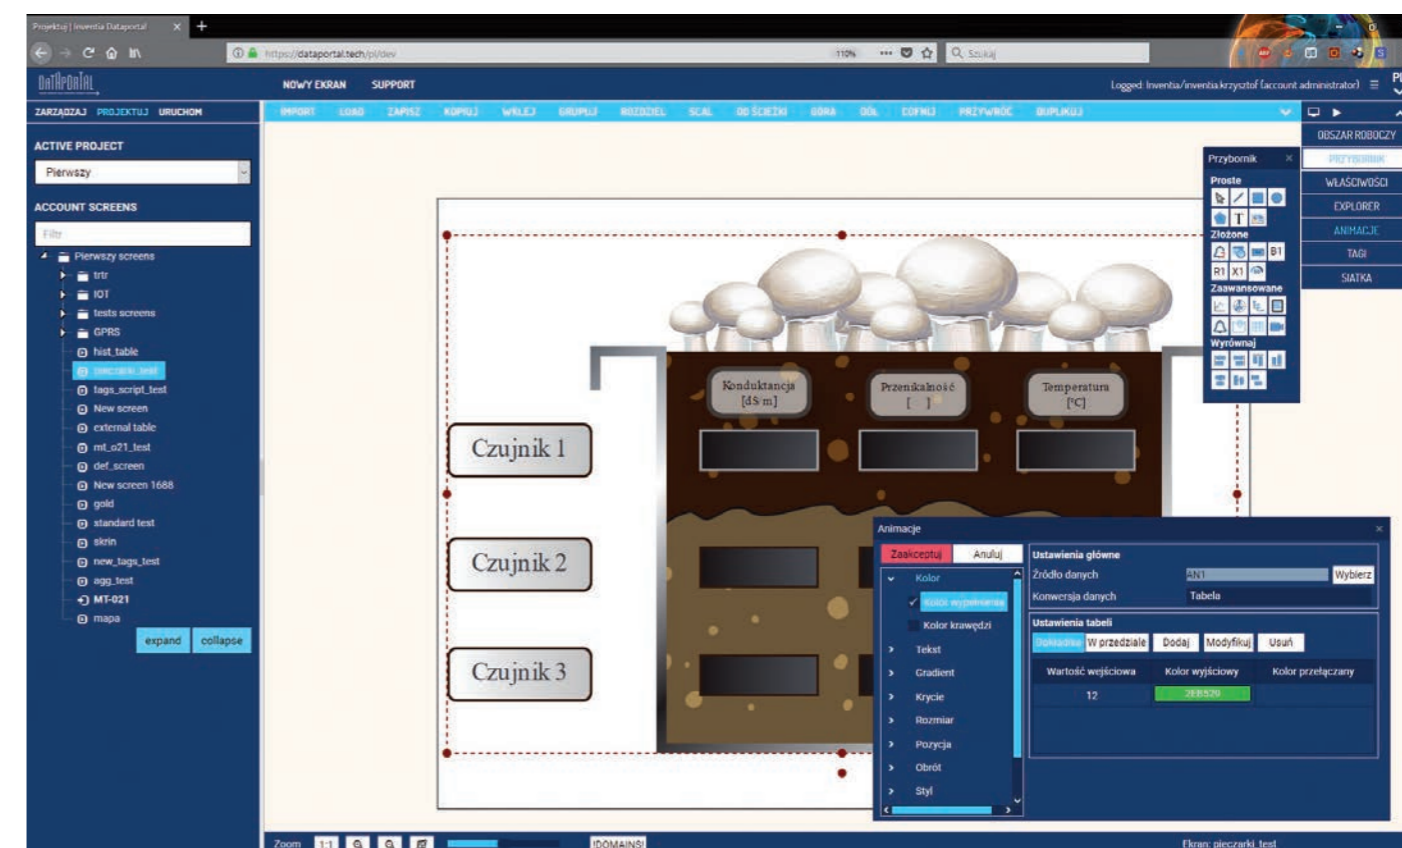 Projektuj | Inventia Dataportal × +
https://dataportal.tech/pl/dev 110% ... Szukaj
DATAPORTAL NOWY EKRAN SUPPORT Logged: Inventia/inventia.krzysztof (account administrator) PL
ZARZĄDZAJ PROJEKTUJ URUCHOM IMPORT LOAD ZAPISZ KOPIUJ WKLEJ GRUPUJ ROZDZIEL SCAL OD ŚCIEŻKI GÓRA DÓŁ COFNIJ PRZYWRÓĆ DUPLIKUJ
ACTIVE PROJECT
Pierwszy
ACCOUNT SCREENS
Filtr
Pierwszy screens
trtr
IOT
tests screens
GPRS
hist_table
pieczarki_test
tags_script_test
New screen
external table
mt_o21_test
def_screen
New screen 1688
gold
standard test
skrin
new_tags_test
agg_test
MT-021
mapa
expand collapse
Konduktancja
[dS/m]
Przenikalność
[ ]
Temperatura
[°C]
Czujnik 1
Czujnik 2
Czujnik 3
Przybornik ×
Proste
T
Złożone
B1
R1 X1
Zaawansowane
Wyrównaj
OBSZAR ROBOCZY
PRZYBORNIK
WŁAŚCIWOŚCI
EXPLORER
ANIMACJE
TAGI
SIATKA
Animacje ×
Zaakceptuj Anuluj
Kolor
Kolor wypełnienia
Kolor krawędzi
Tekst
Gradient
Krycie
Rozmiar
Pozycja
Obrót
Styl
Ustawienia główne
Źródło danych AN1 Wybierz
Konwersja danych Tabela
Ustawienia tabeli
Dokładna W przedziale Dodaj Modyfikuj Usuń
Wartość wejściowa Kolor wyjściowy Kolor przełączany
12 2EB529
Zoom 1:1 !DOMAINS! Ekran: pieczarki_test